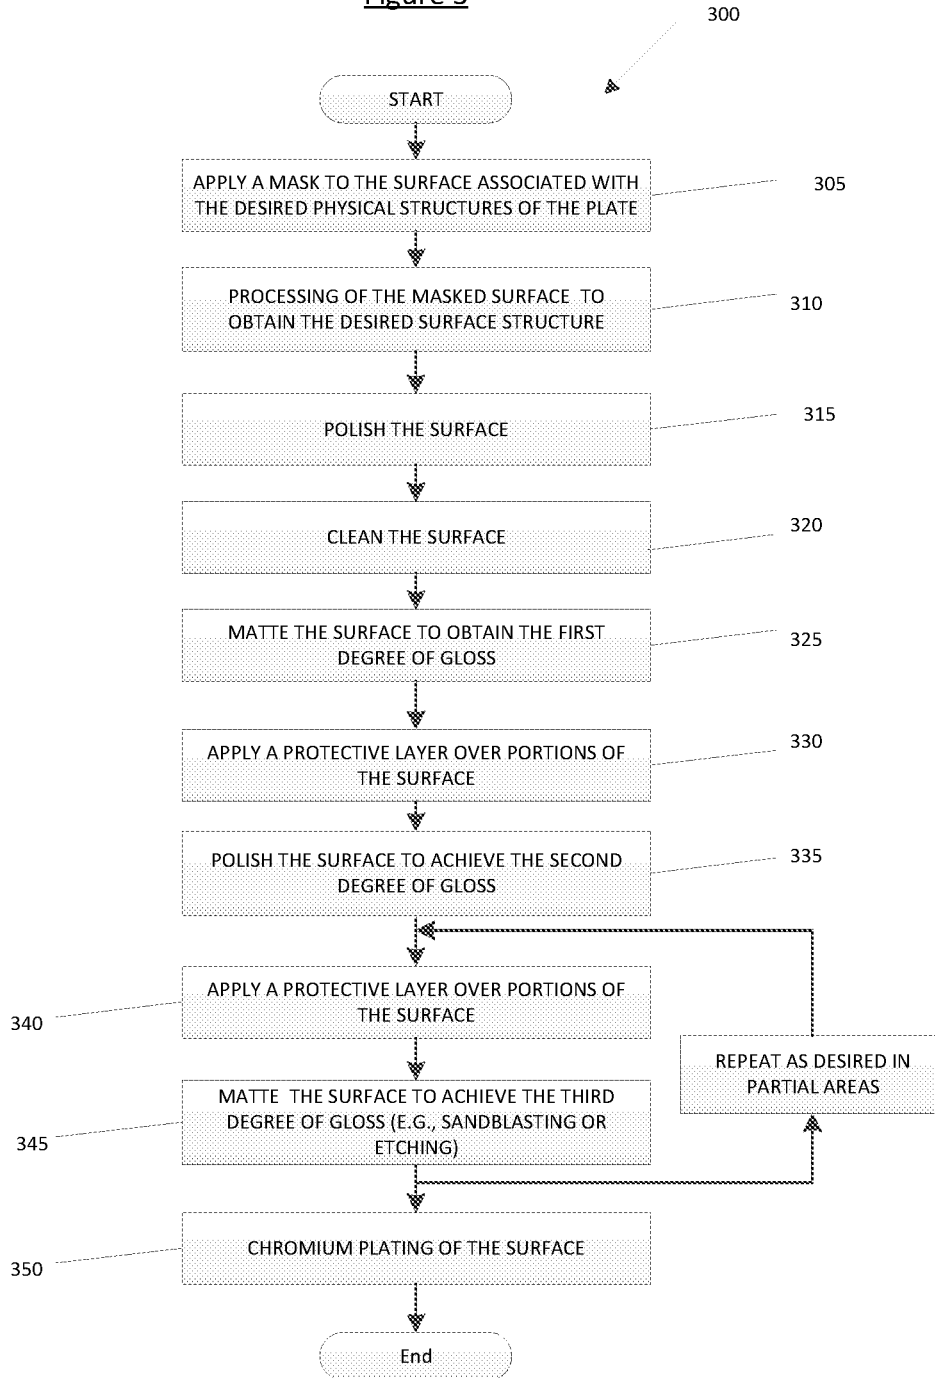 300
START
APPLY A MASK TO THE SURFACE ASSOCIATED WITH
THE DESIRED PHYSICAL STRUCTURES OF THE PLATE
305
PROCESSING OF THE MASKED SURFACE TO
OBTAIN THE DESIRED SURFACE STRUCTURE
310
POLISH THE SURFACE
315
CLEAN THE SURFACE
320
MATTE THE SURFACE TO OBTAIN THE FIRST
DEGREE OF GLOSS
325
APPLY A PROTECTIVE LAYER OVER PORTIONS OF
THE SURFACE
330
POLISH THE SURFACE TO ACHIEVE THE SECOND
DEGREE OF GLOSS
335
APPLY A PROTECTIVE LAYER OVER PORTIONS OF
THE SURFACE
340
REPEAT AS DESIRED IN
PARTIAL AREAS
MATTE THE SURFACE TO ACHIEVE THE THIRD
DEGREE OF GLOSS (E.G., SANDBLASTING OR
ETCHING)
345
CHROMIUM PLATING OF THE SURFACE
350
End